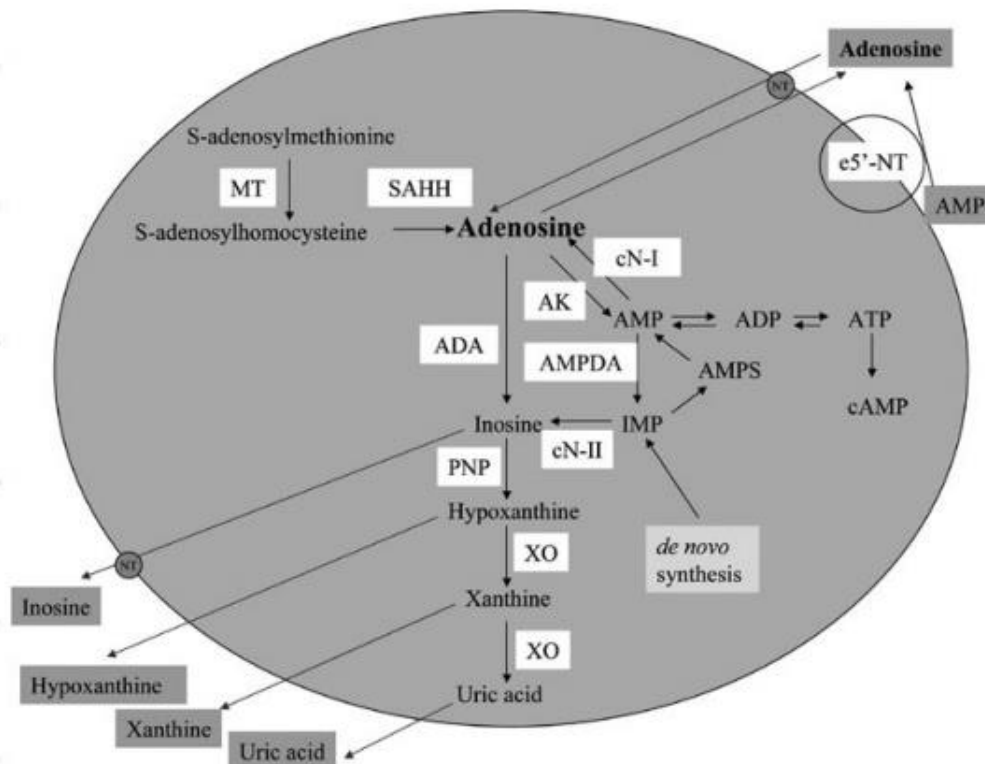 Adenosine
NT
S-adenosylmethionine
e5'-NT
MT
SAHH
AMP
S-adenosylhomocysteine
Adenosine
cN-I
AK
AMP
ADP
ATP
ADA
AMPDA
AMPS
cAMP
Inosine
IMP
cN-II
PNP
Hypoxanthine
de novo
synthesis
XO
NT
Inosine
Xanthine
XO
Hypoxanthine
Uric acid
Xanthine
Uric acid